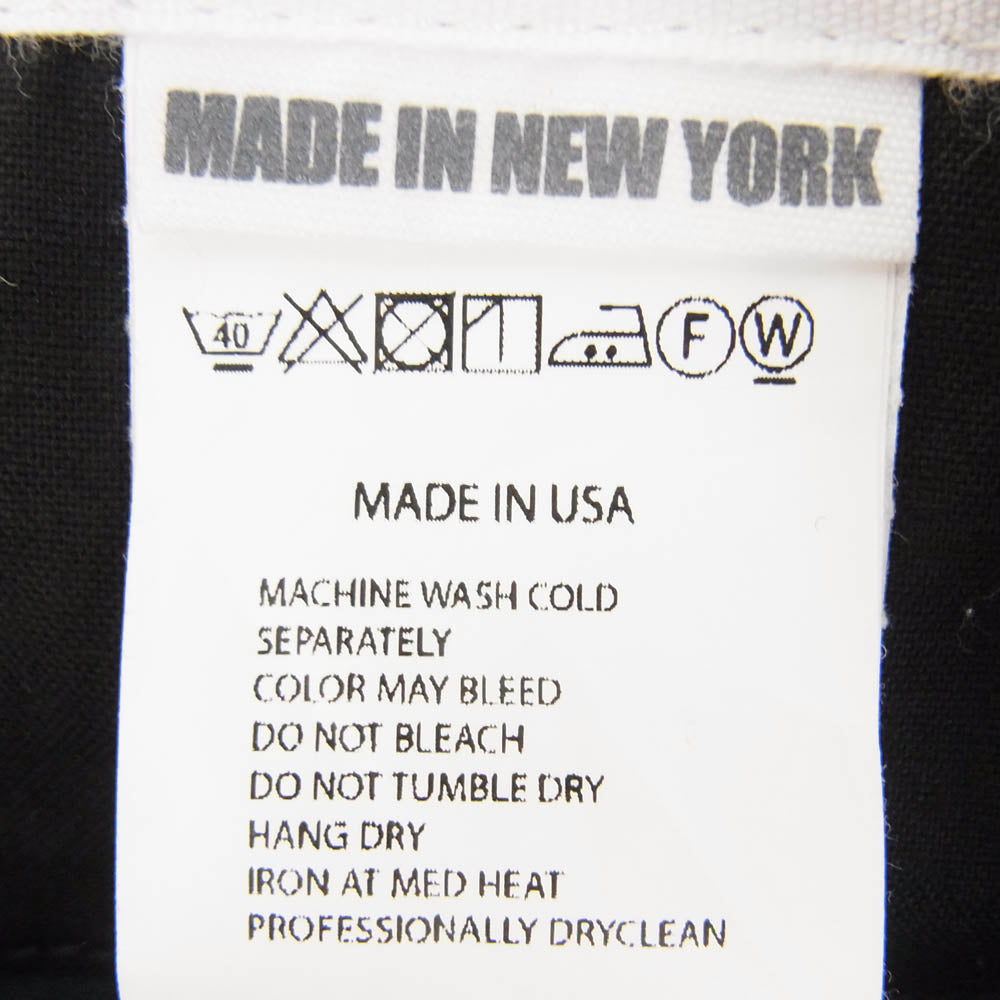 MADE IN NEW YORK
40 F W
MADE IN USA
MACHINE WASH COLD
SEPARATELY
COLOR MAY BLEED
DO NOT BLEACH
DO NOT TUMBLE DRY
HANG DRY
IRON AT MED HEAT
PROFESSIONALLY DRYCLEAN